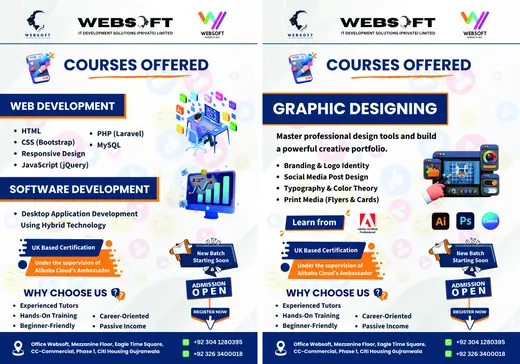 WEBSOFT
WEBSOFT
IT DEVELOPMENT SOLUTIONS (PRIVATE) LIMITED
WEBSOFT
COURSES OFFERED
WEB DEVELOPMENT
• HTML
• CSS (Bootstrap)
• Responsive Design
• JavaScript (jQuery)
• PHP (Laravel)
• MySQL
SOFTWARE DEVELOPMENT
• Desktop Application Development
Using Hybrid Technology
UK Based Certification
Under the supervision of
Alibaba Cloud's Ambassador
New Batch
Starting Soon
ADMISSION
OPEN
REGISTER NOW
WHY CHOOSE US
• Experienced Tutors
• Hands-On Training
• Beginner-Friendly
• Career-Oriented
• Passive Income
Office Websoft, Mezzanine Floor, Eagle Time Square,
CC-Commercial, Phase 1, Citi Housing Gujranwala
+92 304 1280395
+92 326 3400018
WEBSOFT
WEBSOFT
IT DEVELOPMENT SOLUTIONS (PRIVATE) LIMITED
WEBSOFT
COURSES OFFERED
GRAPHIC DESIGNING
Master professional design tools and build
a powerful creative portfolio.
• Branding & Logo Identity
• Social Media Post Design
• Typography & Color Theory
• Print Media (Flyers & Cards)
Learn from
Adobe Certified
Professional
Ai
Ps
Canva
UK Based Certification
Under the supervision of
Alibaba Cloud's Ambassador
New Batch
Starting Soon
ADMISSION
OPEN
REGISTER NOW
WHY CHOOSE US
• Experienced Tutors
• Hands-On Training
• Beginner-Friendly
• Career-Oriented
• Passive Income
Office Websoft, Mezzanine Floor, Eagle Time Square,
CC-Commercial, Phase 1, Citi Housing Gujranwala
+92 304 1280395
+92 326 3400018